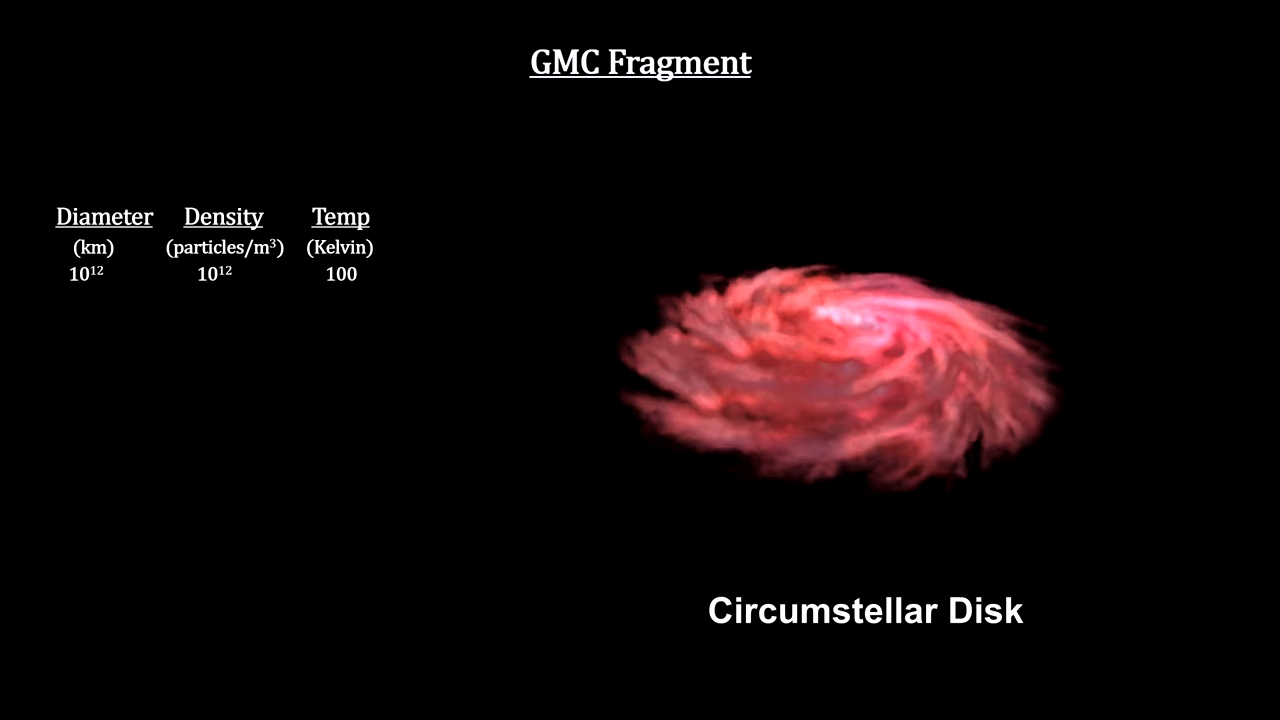 GMC Fragment
Diameter Density Temp
(km) (particles/m³) (Kelvin)
10¹² 10¹² 100
Circumstellar Disk